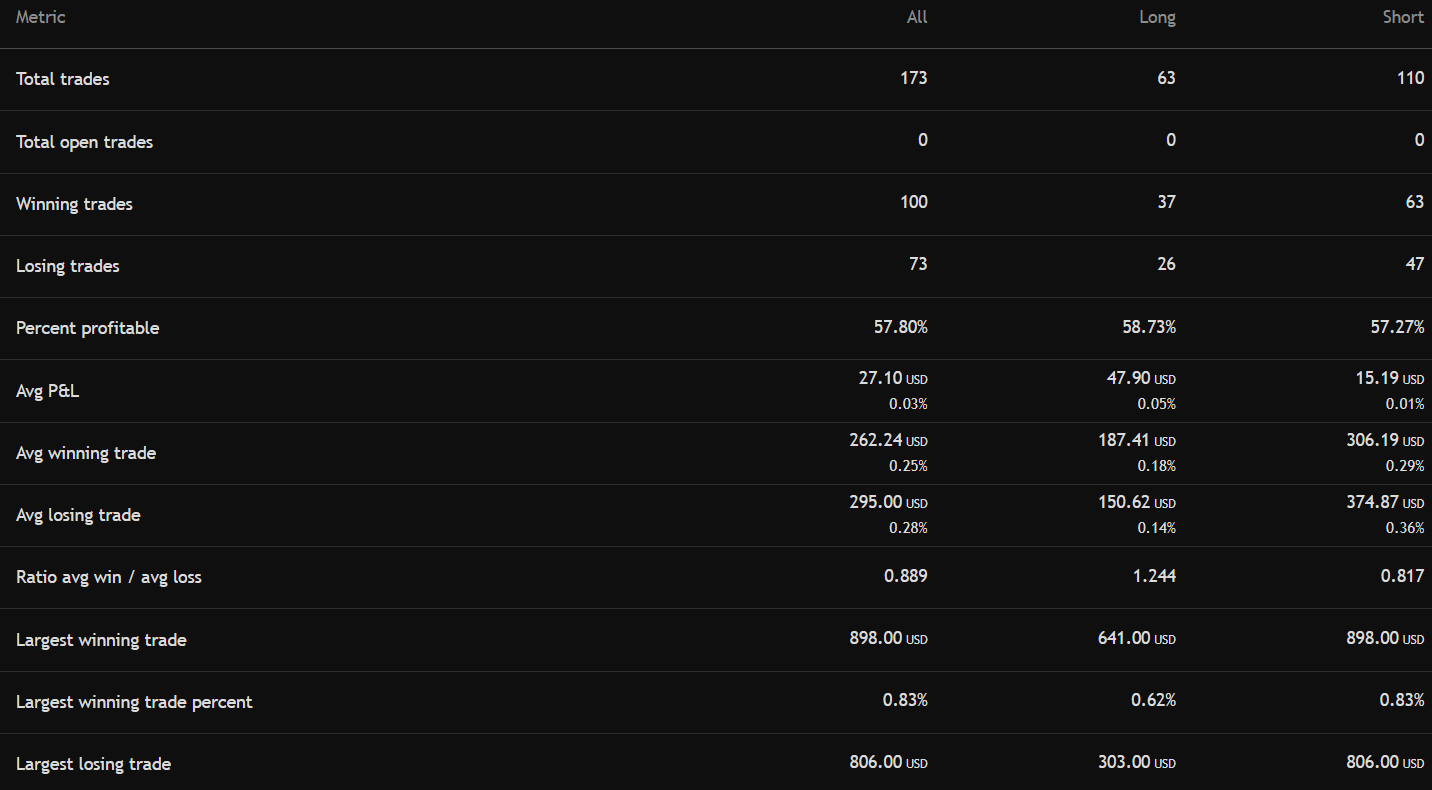 Metric All Long Short
Total trades 173 63 110
Total open trades 0 0 0
Winning trades 100 37 63
Losing trades 73 26 47
Percent profitable 57.80% 58.73% 57.27%
Avg P&L 27.10 USD 47.90 USD 15.19 USD
0.03% 0.05% 0.01%
Avg winning trade 262.24 USD 187.41 USD 306.19 USD
0.25% 0.18% 0.29%
Avg losing trade 295.00 USD 150.62 USD 374.87 USD
0.28% 0.14% 0.36%
Ratio avg win / avg loss 0.889 1.244 0.817
Largest winning trade 898.00 USD 641.00 USD 898.00 USD
Largest winning trade percent 0.83% 0.62% 0.83%
Largest losing trade 806.00 USD 303.00 USD 806.00 USD